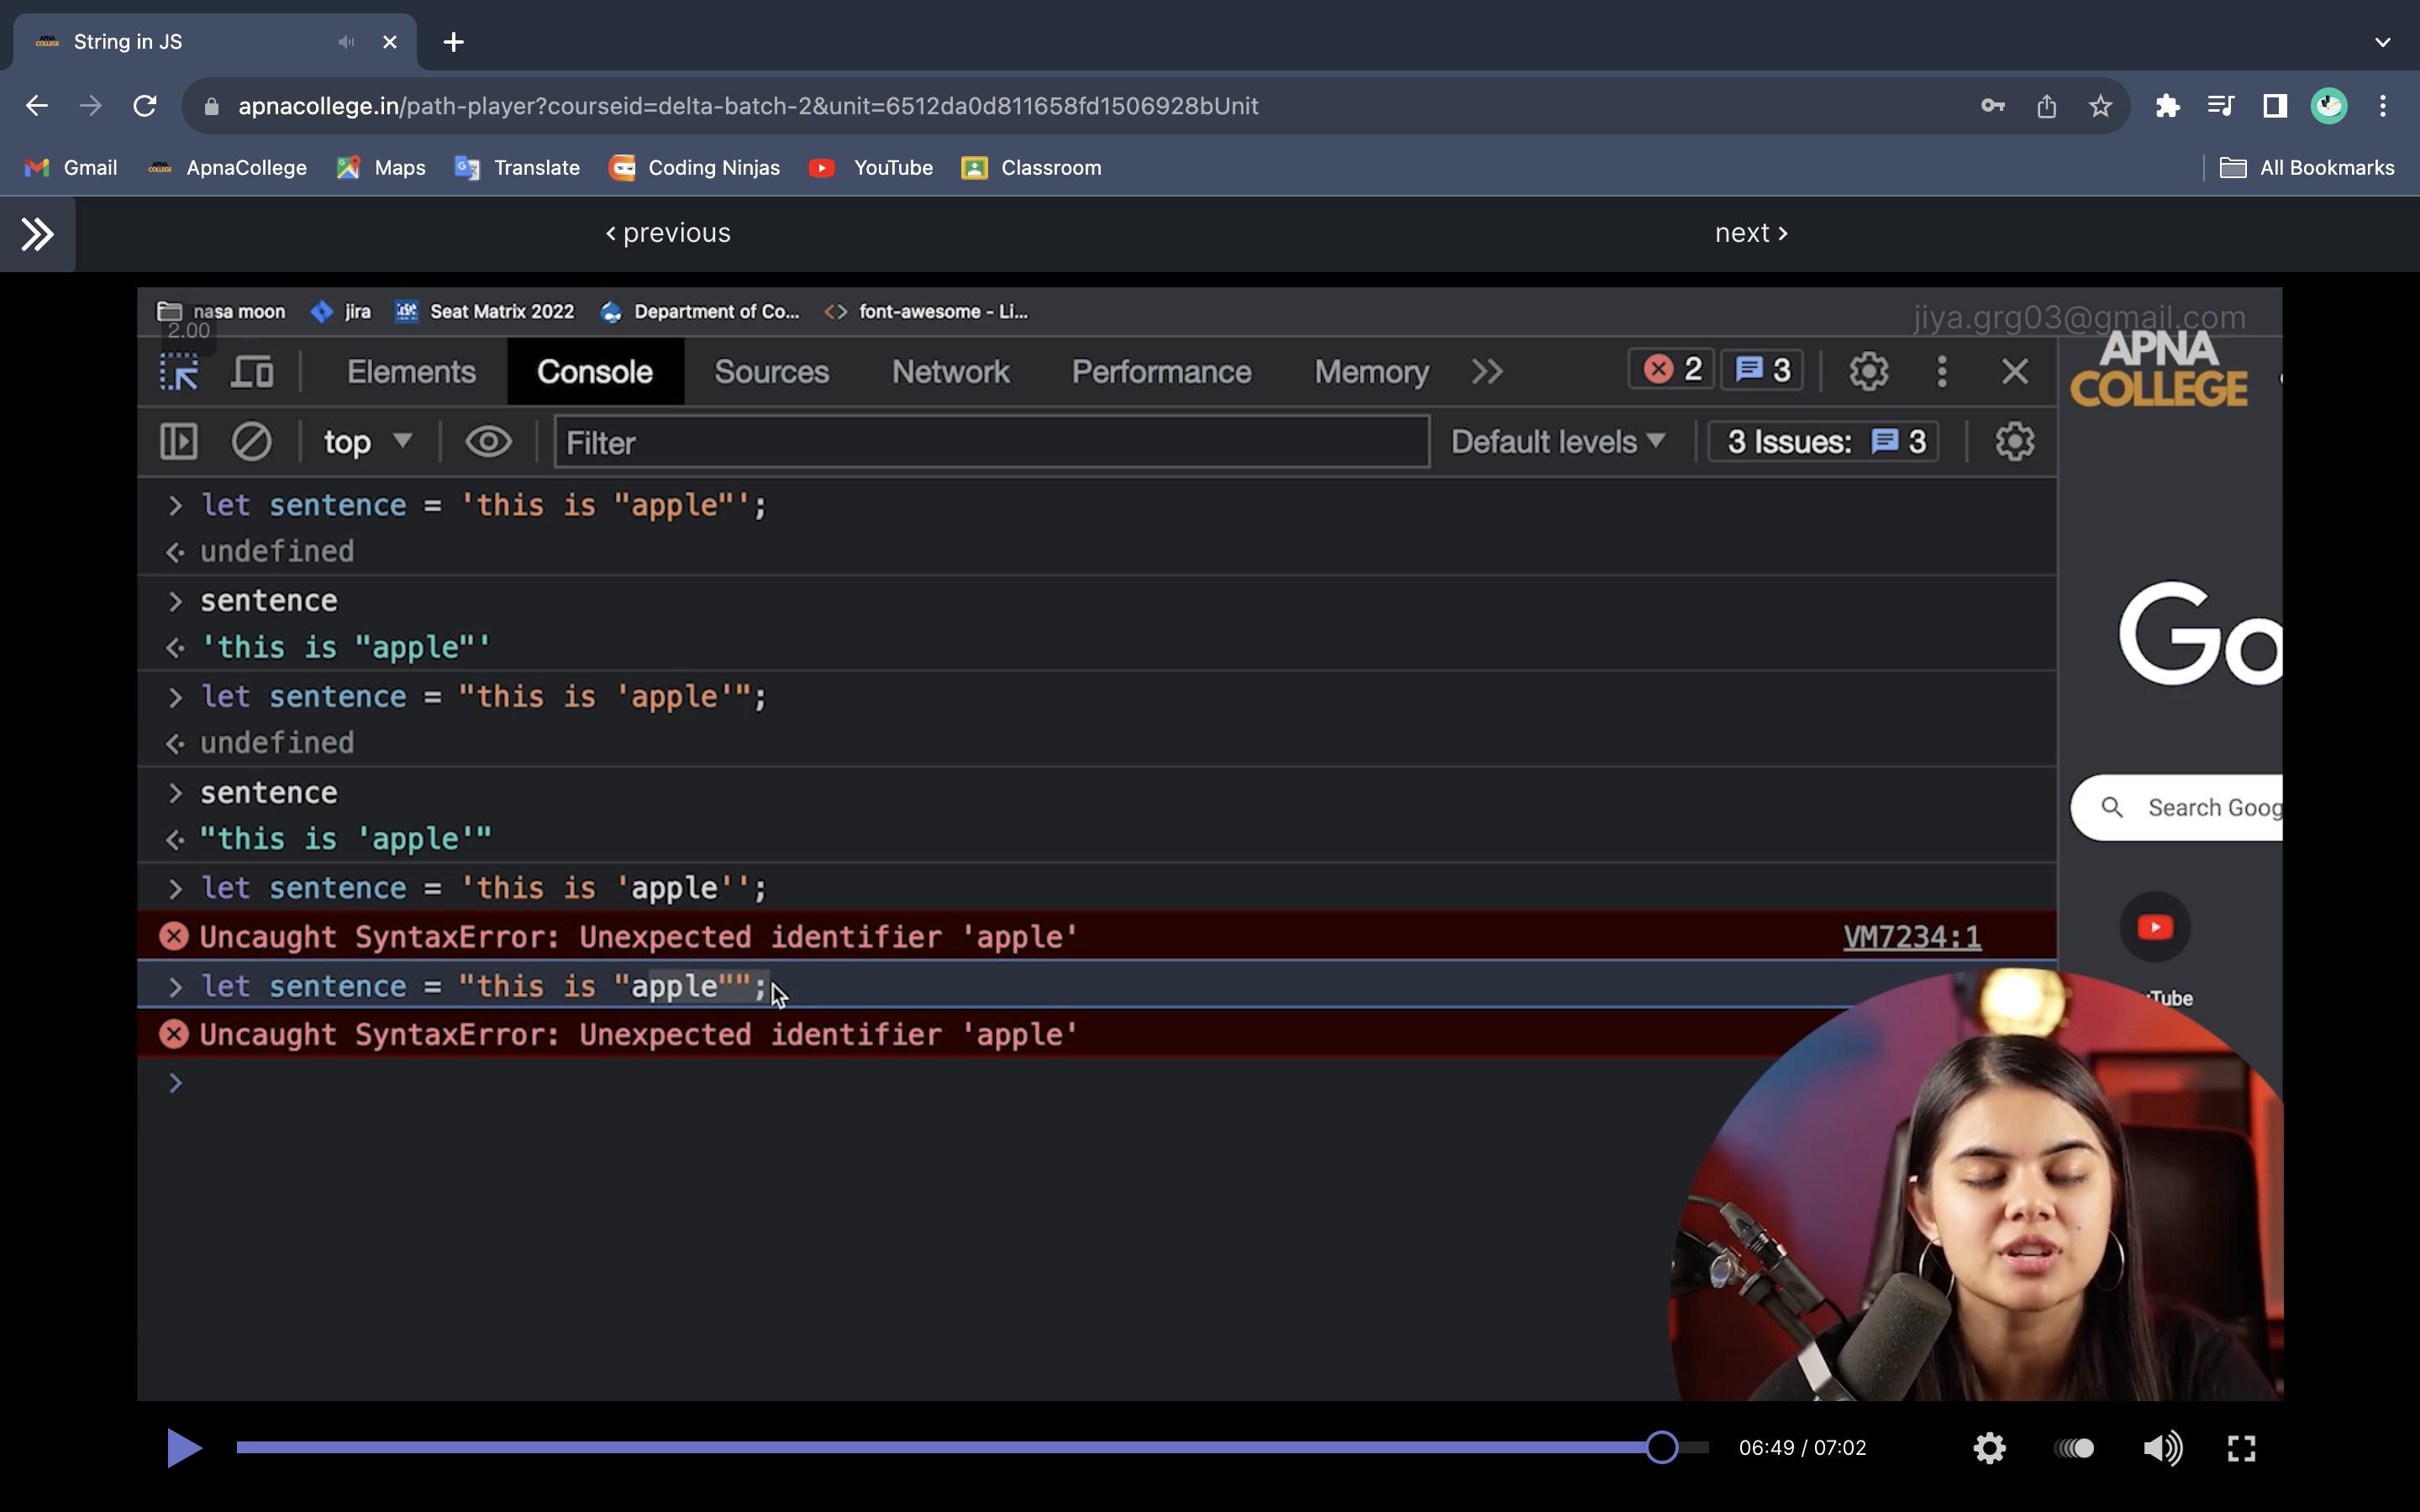 String in JS
apnacollege.in/path-player?courseid=delta-batch-2&unit=6512da0d811658fd1506928bUnit
Gmail ApnaCollege Maps Translate Coding Ninjas YouTube Classroom All Bookmarks
‹ previous next ›
nasa moon jira Seat Matrix 2022 Department of Co... font-awesome - Li... jiya.grg03@gmail.com
2.00
APNA
COLLEGE
Elements Console Sources Network Performance Memory 2 3
top Filter Default levels 3 Issues: 3
> let sentence = 'this is "apple"';
undefined
> sentence
'this is "apple"'
> let sentence = "this is 'apple'";
undefined
> sentence
"this is 'apple'"
> let sentence = 'this is 'apple'';
Uncaught SyntaxError: Unexpected identifier 'apple' VM7234:1
> let sentence = "this is "apple"";
Uncaught SyntaxError: Unexpected identifier 'apple'
>
Go
Search Goog
Tube
06:49 / 07:02